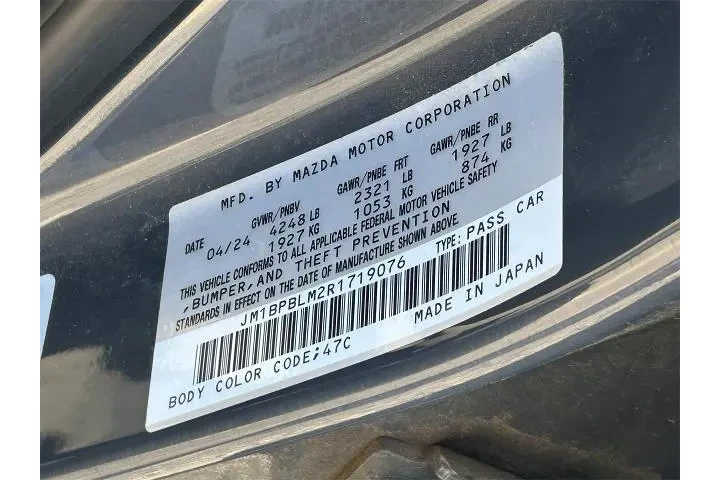 MFD. BY MAZDA MOTOR CORPORATION
DATE GVWR/PNBV GAWR/PNBE FRT GAWR/PNBE RR
04/24 4248 LB 2321 LB 1927 LB
1927 KG 1053 KG 874 KG
THIS VEHICLE CONFORMS TO ALL APPLICABLE FEDERAL MOTOR VEHICLE SAFETY
,BUMPER,AND THEFT PREVENTION
STANDARDS IN EFFECT ON THE DATE OF MANUFACTURE SHOWN ABOVE.
JM1BPBLM2R1719076 TYPE: PASS CAR
MADE IN JAPAN
BODY COLOR CODE;47C